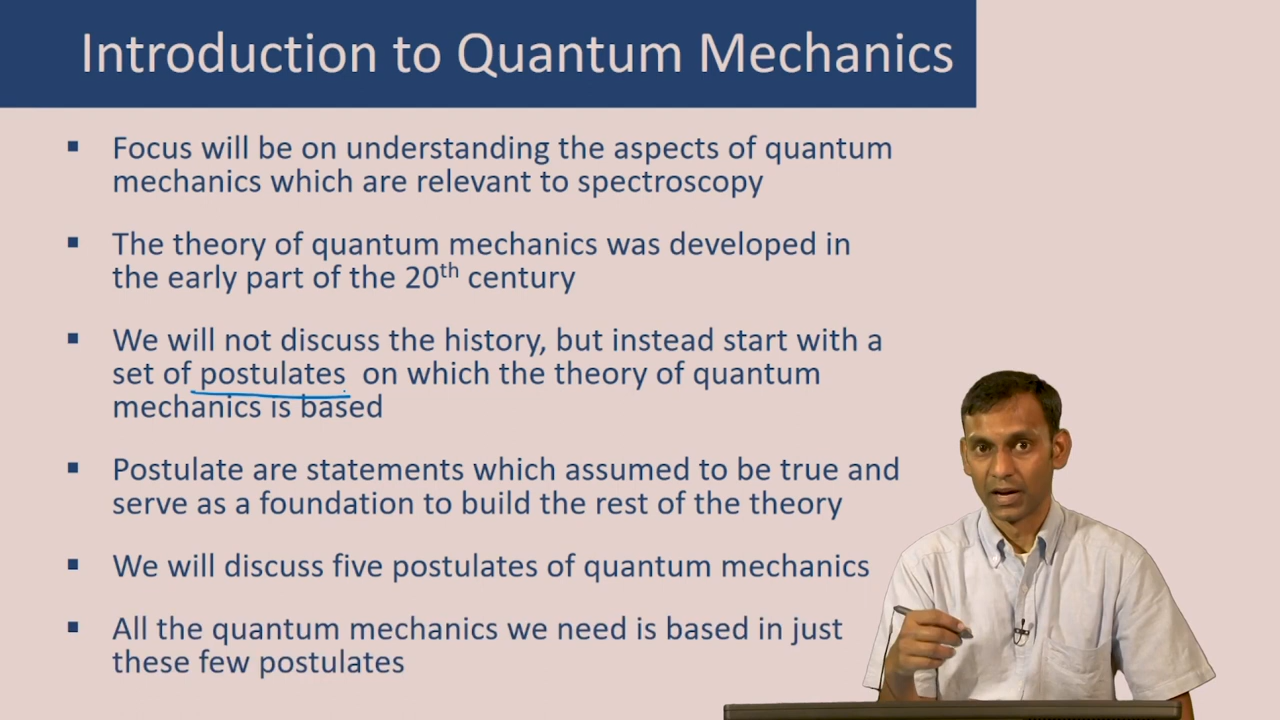 Introduction to Quantum Mechanics
▪ Focus will be on understanding the aspects of quantum
mechanics which are relevant to spectroscopy
▪ The theory of quantum mechanics was developed in
the early part of the 20th century
▪ We will not discuss the history, but instead start with a
set of postulates on which the theory of quantum
mechanics is based
▪ Postulate are statements which assumed to be true and
serve as a foundation to build the rest of the theory
▪ We will discuss five postulates of quantum mechanics
▪ All the quantum mechanics we need is based in just
these few postulates